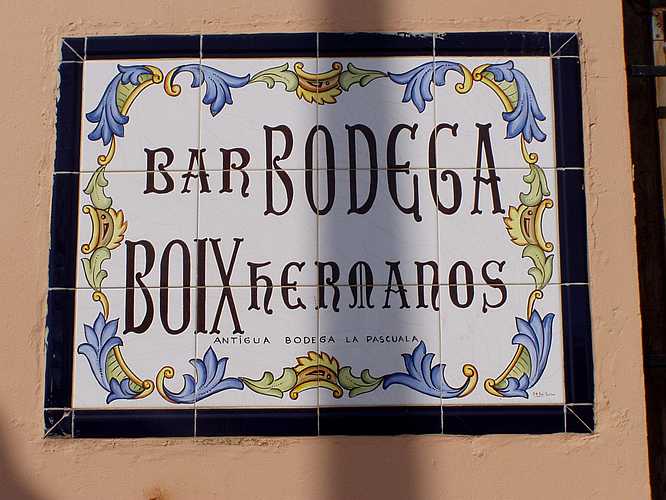 BAR BODEGA
BOIX HERMANOS
ANTIGUA BODEGA LA PASCUALA